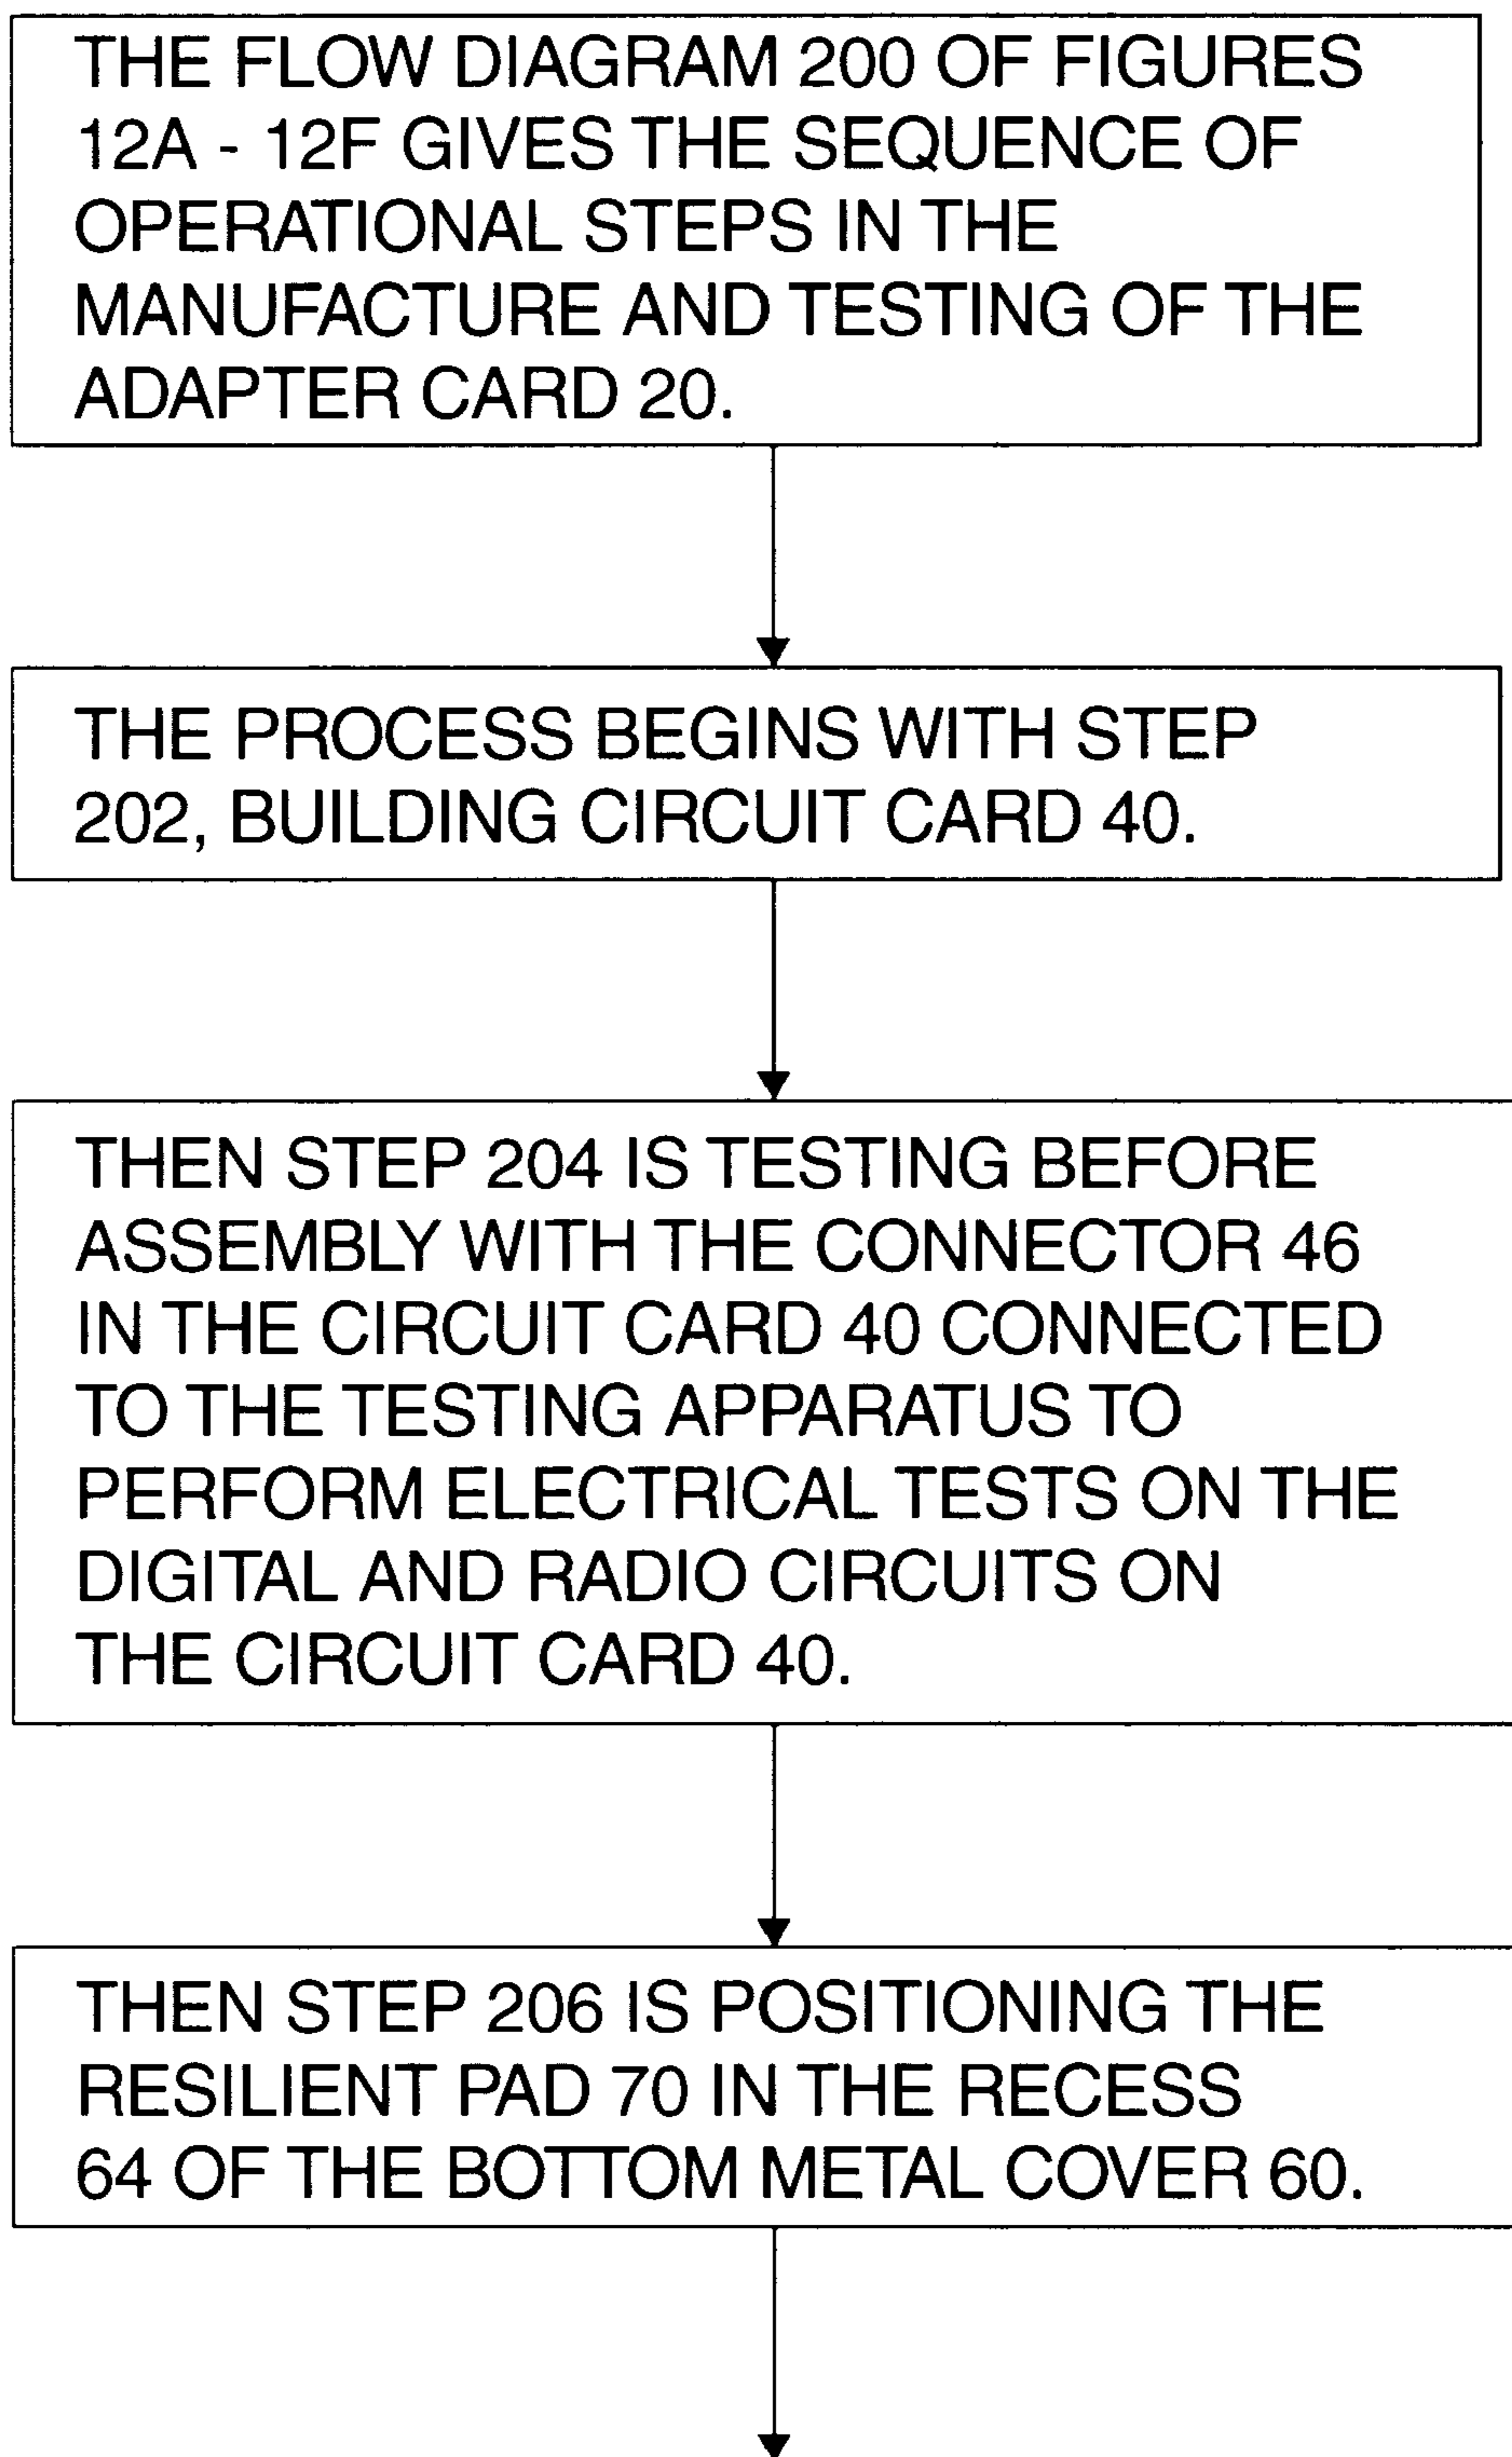 THE FLOW DIAGRAM 200 OF FIGURES
12A - 12F GIVES THE SEQUENCE OF
OPERATIONAL STEPS IN THE
MANUFACTURE AND TESTING OF THE
ADAPTER CARD 20.
THE PROCESS BEGINS WITH STEP
202, BUILDING CIRCUIT CARD 40.
THEN STEP 204 IS TESTING BEFORE
ASSEMBLY WITH THE CONNECTOR 46
IN THE CIRCUIT CARD 40 CONNECTED
TO THE TESTING APPARATUS TO
PERFORM ELECTRICAL TESTS ON THE
DIGITAL AND RADIO CIRCUITS ON
THE CIRCUIT CARD 40.
THEN STEP 206 IS POSITIONING THE
RESILIENT PAD 70 IN THE RECESS
64 OF THE BOTTOM METAL COVER 60.